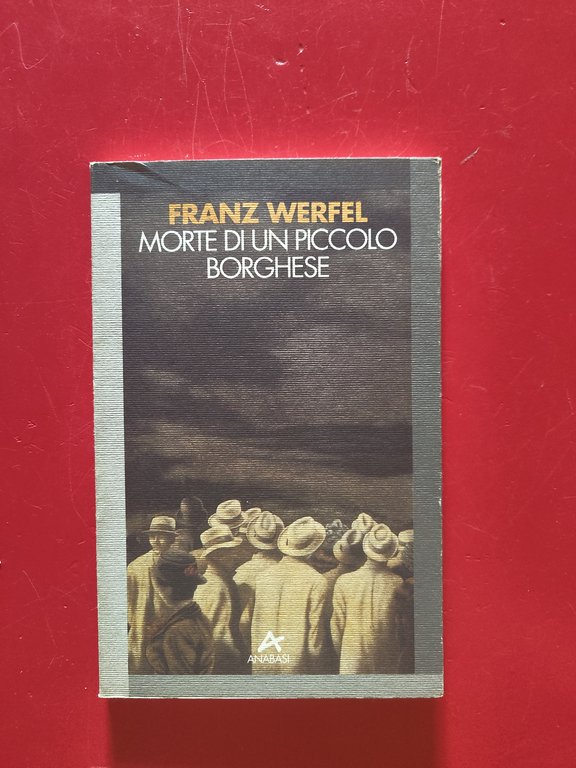 FRANZ WERFEL
MORTE DI UN PICCOLO
BORGHESE
ANABASI